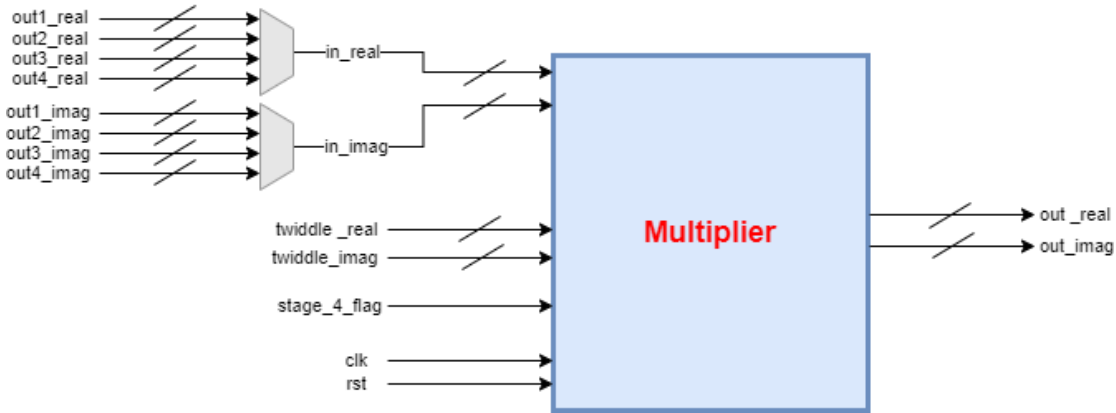 out1_real
out2_real
out3_real
out4_real
in_real
out1_imag
out2_imag
out3_imag
out4_imag
in_imag
twiddle _real
twiddle_imag
stage_4_flag
clk
rst
Multiplier
out _real
out_imag